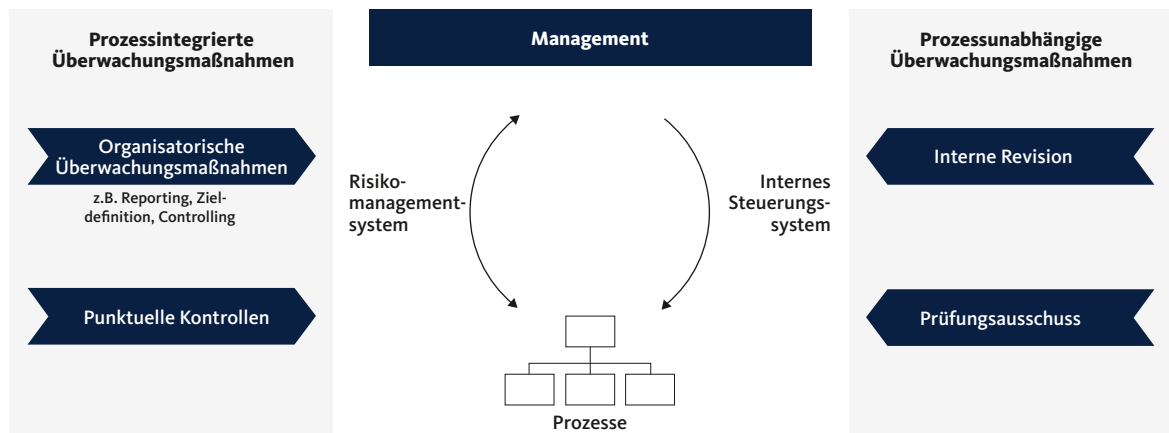 Prozessintegrierte
Überwachungsmaßnahmen
Organisatorische
Überwachungsmaßnahmen
z.B. Reporting, Ziel-
definition, Controlling
Punktuelle Kontrollen
Management
Risiko-
management-
system
Internes
Steuerungs-
system
Prozesse
Prozessunabhängige
Überwachungsmaßnahmen
Interne Revision
Prüfungsausschuss